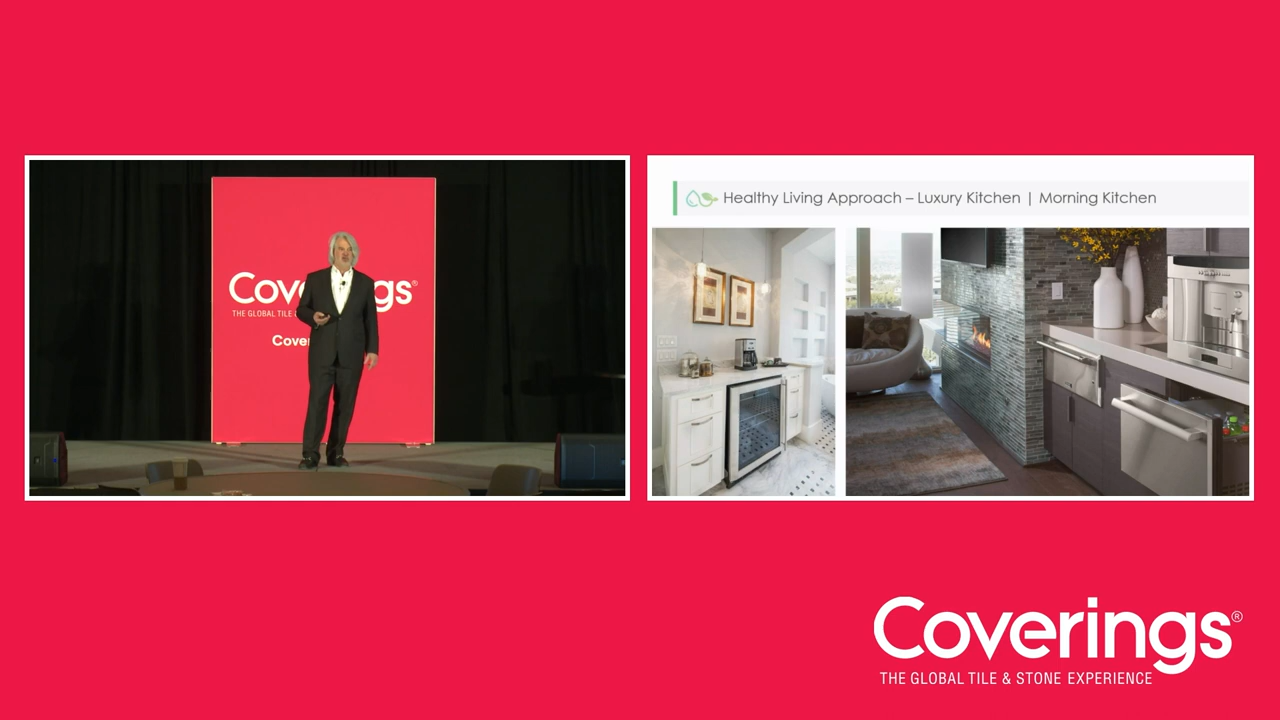 Coverings®
THE GLOBAL TILE &
Cover
Healthy Living Approach – Luxury Kitchen | Morning Kitchen
Coverings®
THE GLOBAL TILE & STONE EXPERIENCE